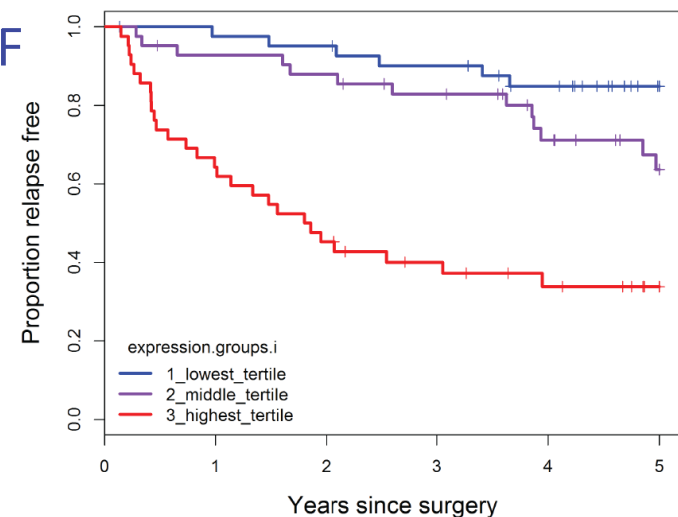 F
Proportion relapse free
1.0
0.8
0.6
0.4
0.2
0.0
expression.groups.i
1_lowest_tertile
2_middle_tertile
3_highest_tertile
0 1 2 3 4 5
Years since surgery